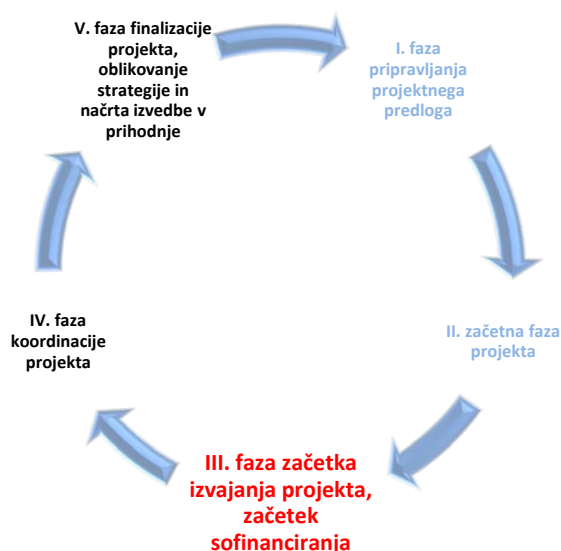 V. faza finalizacije
projekta,
oblikovanje
strategije in
načrta izvedbe v
prihodnje
I. faza
pripravljanja
projektnega
predloga
II. začetna faza
projekta
III. faza začetka
izvajanja projekta,
začetek
sofinanciranja
IV. faza
koordinacije
projekta